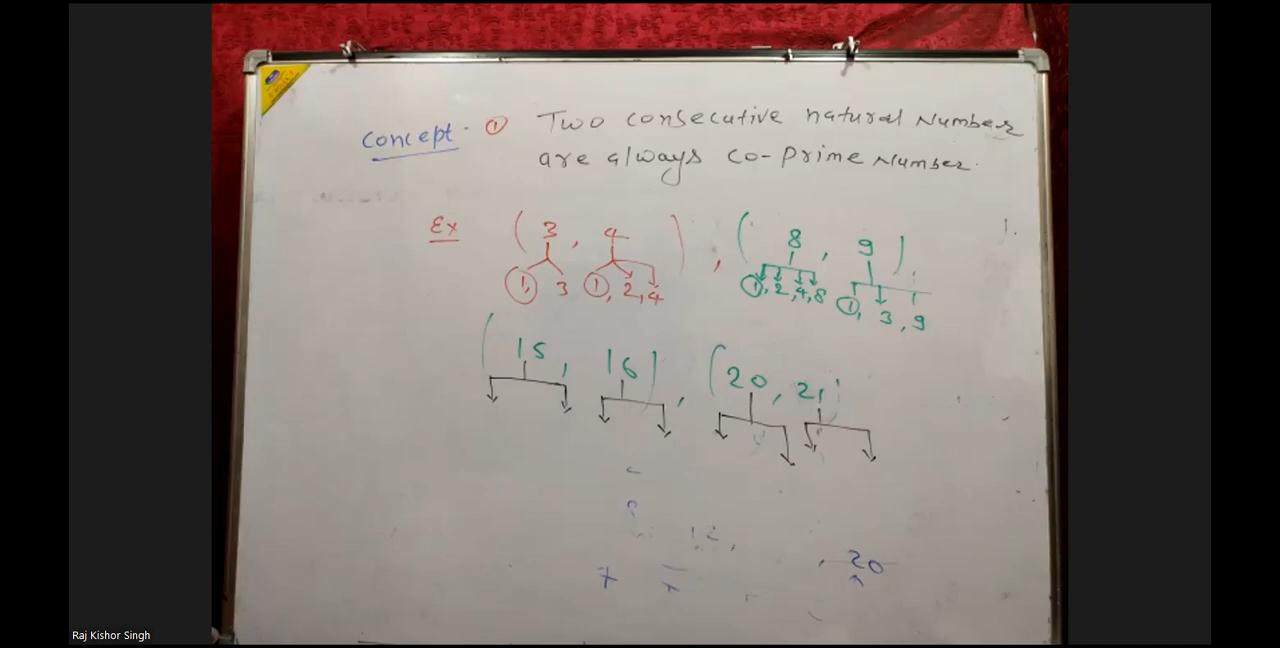 Concept. ① Two consecutive natural Number
are always co-prime Number.
Ex ( 3, 4 ), ( 8, 9 ),
①, 3 ①, 2, 4 ①, 2, 4, 8 ①, 3, 9
( 15, 16 ), ( 20, 21
12,
, 20
Raj Kishor Singh